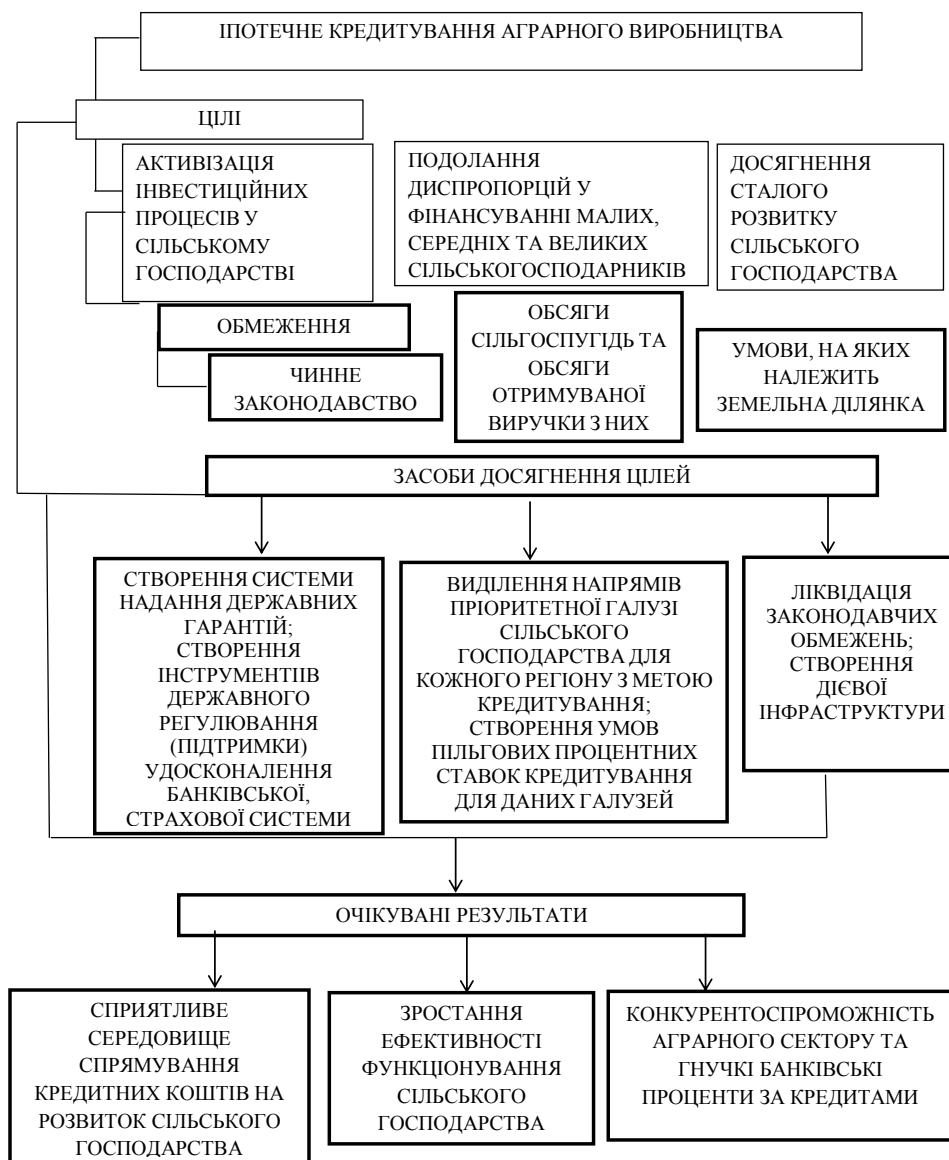 ІПОТЕЧНЕ КРЕДИТУВАННЯ АГРАРНОГО ВИРОБНИЦТВА
ЦІЛІ
АКТИВИЗАЦІЯ
ІНВЕСТИЦІЙНИХ
ПРОЦЕСІВ У
СІЛЬСЬКОМУ
ГОСПОДАРСТВІ
ПОДОЛАННЯ
ДИСПРОПОРЦІЙ У
ФІНАНСУВАННІ МАЛИХ,
СЕРЕДНІХ ТА ВЕЛИКИХ
СІЛЬСЬКОГОСПОДАРНИКІВ
ДОСЯГНЕННЯ
СТАЛОГО
РОЗВИТКУ
СІЛЬСЬКОГО
ГОСПОДАРСТВА
ОБМЕЖЕННЯ
ЧИННЕ
ЗАКОНОДАВСТВО
ОБСЯГИ
СІЛЬГОСПУГІДЬ ТА
ОБСЯГИ
ОТРИМУВАНОЇ
ВИРУЧКИ З НИХ
УМОВИ, НА ЯКИХ
НАЛЕЖИТЬ
ЗЕМЕЛЬНА ДІЛЯНКА
ЗАСОБИ ДОСЯГНЕННЯ ЦІЛЕЙ
СТВОРЕННЯ СИСТЕМИ
НАДАННЯ ДЕРЖАВНИХ
ГАРАНТІЙ;
СТВОРЕННЯ
ІНСТРУМЕНТІІВ
ДЕРЖАВНОГО
РЕГУЛЮВАННЯ
(ПІДТРИМКИ)
УДОСКОНАЛЕННЯ
БАНКІВСЬКОЇ,
СТРАХОВОЇ СИСТЕМИ
ВИДІЛЕННЯ НАПРЯМІВ
ПРІОРИТЕТНОЇ ГАЛУЗІ
СІЛЬСЬКОГО
ГОСПОДАРСТВА ДЛЯ
КОЖНОГО РЕГІОНУ З МЕТОЮ
КРЕДИТУВАННЯ;
СТВОРЕННЯ УМОВ
ПІЛЬГОВИХ ПРОЦЕНТНИХ
СТАВОК КРЕДИТУВАННЯ
ДЛЯ ДАНИХ ГАЛУЗЕЙ
ЛІКВІДАЦІЯ
ЗАКОНОДАВЧИХ
ОБМЕЖЕНЬ;
СТВОРЕННЯ
ДІЄВОЇ
ІНФРАСТРУКТУРИ
ОЧІКУВАНІ РЕЗУЛЬТАТИ
СПРИЯТЛИВЕ
СЕРЕДОВИЩЕ
СПРЯМУВАННЯ
КРЕДИТНИХ КОШТІВ НА
РОЗВИТОК СІЛЬСЬКОГО
ГОСПОДАРСТВА
ЗРОСТАННЯ
ЕФЕКТИВНОСТІ
ФУНКЦІОНУВАННЯ
СІЛЬСЬКОГО
ГОСПОДАРСТВА
КОНКУРЕНТОСПРОМОЖНІСТЬ
АГРАРНОГО СЕКТОРУ ТА
ГНУЧКІ БАНКІВСЬКІ
ПРОЦЕНТИ ЗА КРЕДИТАМИ